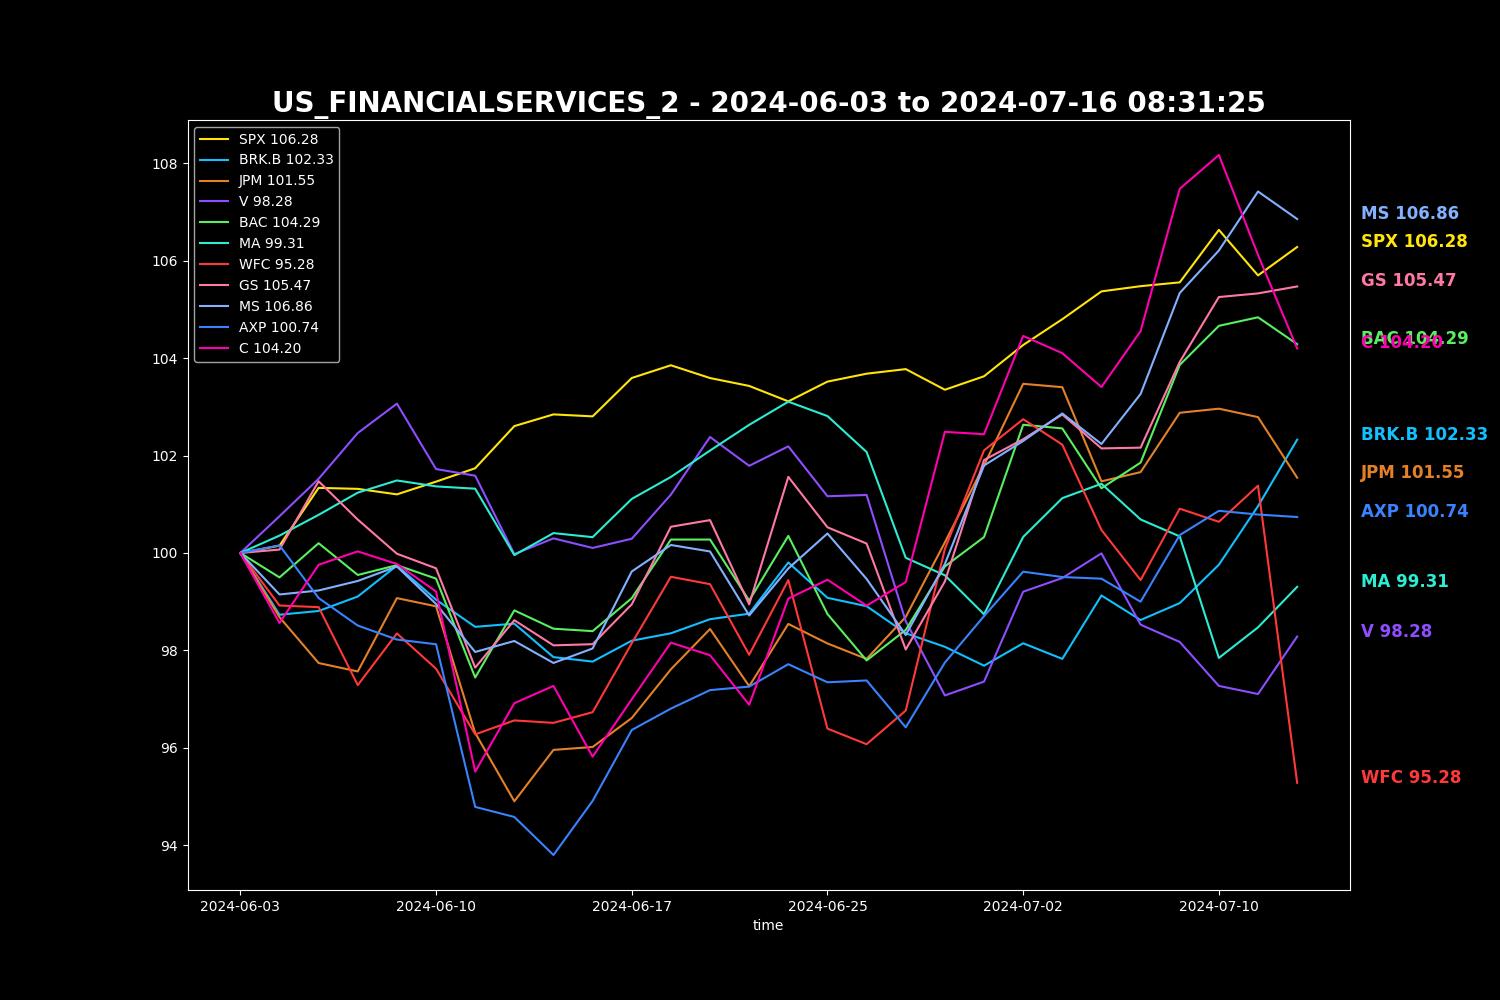 US_FINANCIALSERVICES_2 - 2024-06-03 to 2024-07-16 08:31:25
SPX 106.28
BRK.B 102.33
JPM 101.55
V 98.28
BAC 104.29
MA 99.31
WFC 95.28
GS 105.47
MS 106.86
AXP 100.74
C 104.20
108
106
104
102
100
98
96
94
MS 106.86
SPX 106.28
GS 105.47
BAC 104.29
C 104.20
BRK.B 102.33
JPM 101.55
AXP 100.74
MA 99.31
V 98.28
WFC 95.28
2024-06-03
2024-06-10
2024-06-17
2024-06-25
2024-07-02
2024-07-10
time